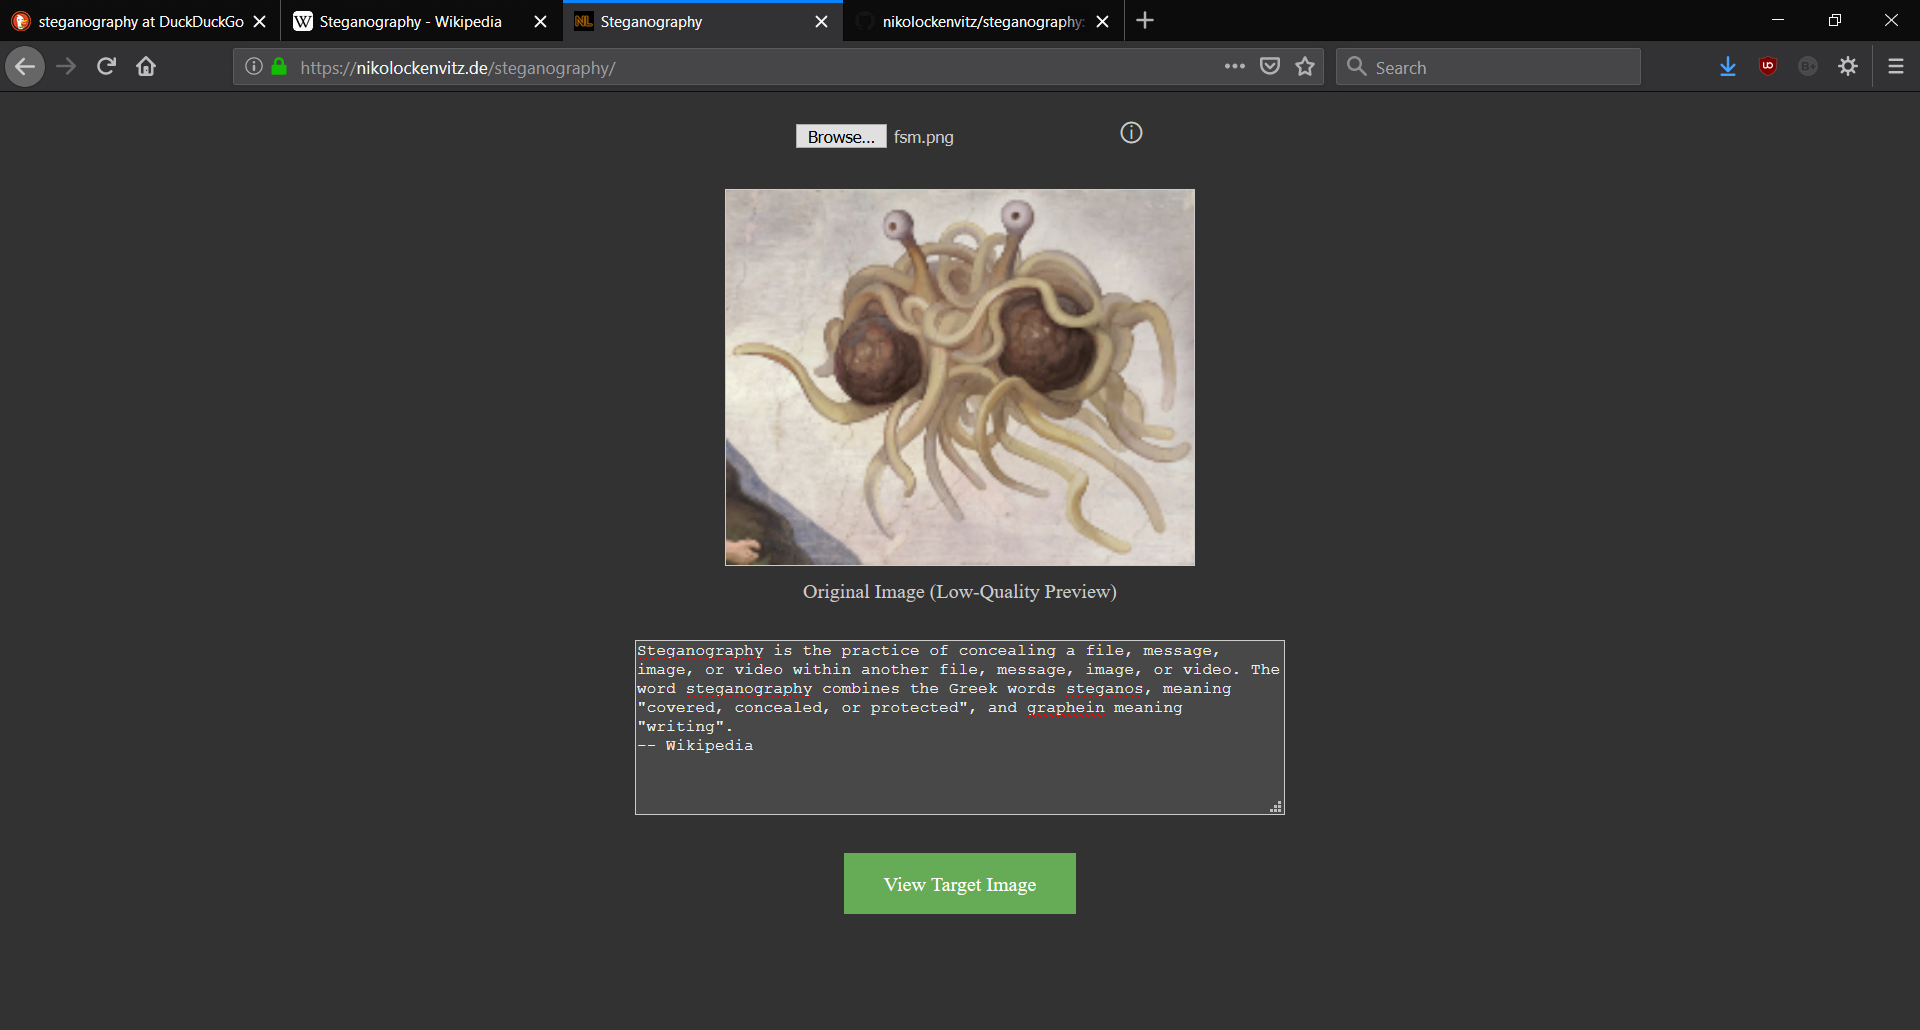 steganography at DuckDuckGo
Steganography - Wikipedia
Steganography
nikolockenvitz/steganography:
https://nikolockenvitz.de/steganography/
Search
Browse... fsm.png
Original Image (Low-Quality Preview)
Steganography is the practice of concealing a file, message,
image, or video within another file, message, image, or video. The
word steganography combines the Greek words steganos, meaning
"covered, concealed, or protected", and graphein meaning
"writing".
-- Wikipedia
View Target Image